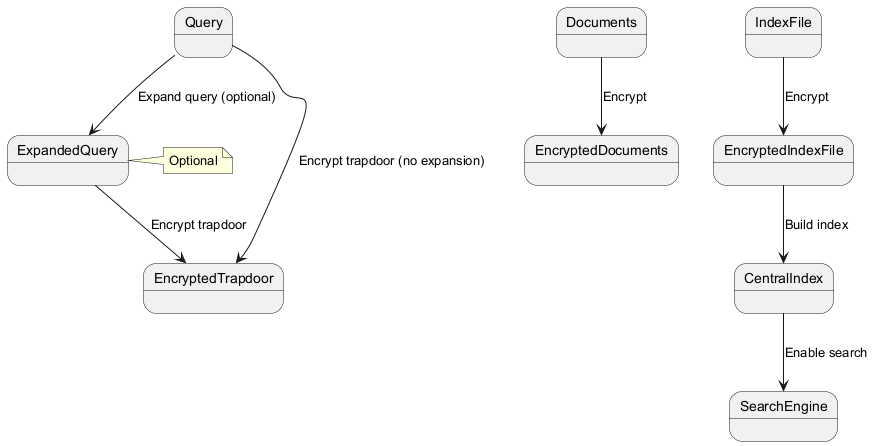 Query
Documents
IndexFile
Expand query (optional)
Encrypt
Encrypt
ExpandedQuery
Optional
Encrypt trapdoor (no expansion)
EncryptedDocuments
EncryptedIndexFile
Encrypt trapdoor
Build index
EncryptedTrapdoor
CentralIndex
Enable search
SearchEngine